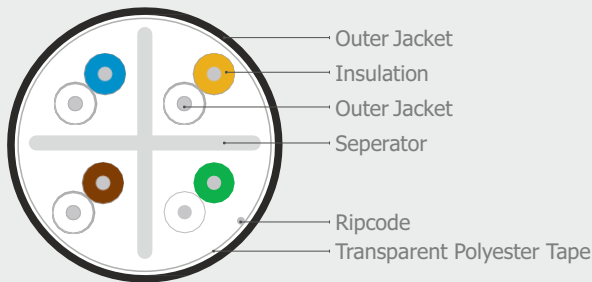 Outer Jacket
Insulation
Outer Jacket
Seperator
Ripcode
Transparent Polyester Tape